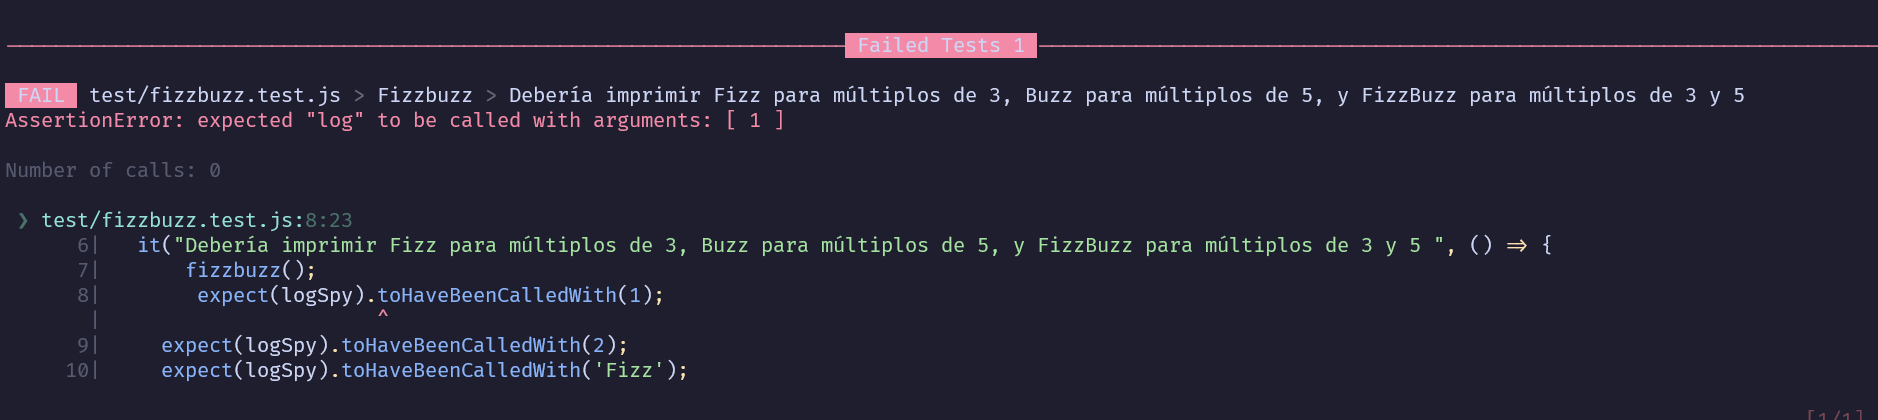 Failed Tests 1
FAIL test/fizzbuzz.test.js > Fizzbuzz > Debería imprimir Fizz para múltiplos de 3, Buzz para múltiplos de 5, y FizzBuzz para múltiplos de 3 y 5
AssertionError: expected "log" to be called with arguments: [ 1 ]
Number of calls: 0
❯ test/fizzbuzz.test.js:8:23
6|   it("Debería imprimir Fizz para múltiplos de 3, Buzz para múltiplos de 5, y FizzBuzz para múltiplos de 3 y 5 ", () => {
7|       fizzbuzz();
8|        expect(logSpy).toHaveBeenCalledWith(1);
|                       ^
9|     expect(logSpy).toHaveBeenCalledWith(2);
10|     expect(logSpy).toHaveBeenCalledWith('Fizz');
[1/1]